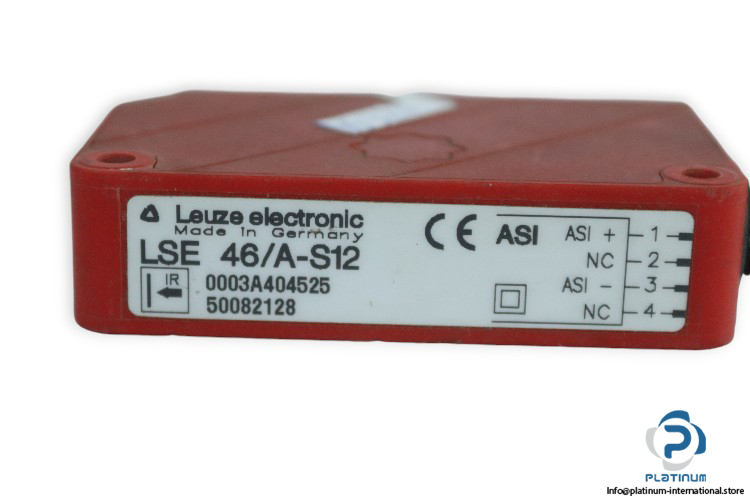 Leuze electronic
Made in Germany
LSE 46/A-S12
IR
0003A404525
50082128
CE ASI
ASI + 1
NC 2
ASI - 3
NC 4
PLATINUM
Info@platinum-international.store